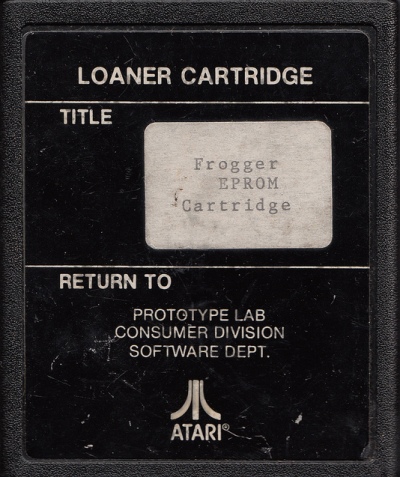 LOANER CARTRIDGE
TITLE
Frogger
EPROM
Cartridge
RETURN TO
PROTOTYPE LAB
CONSUMER DIVISION
SOFTWARE DEPT.
ATARI®